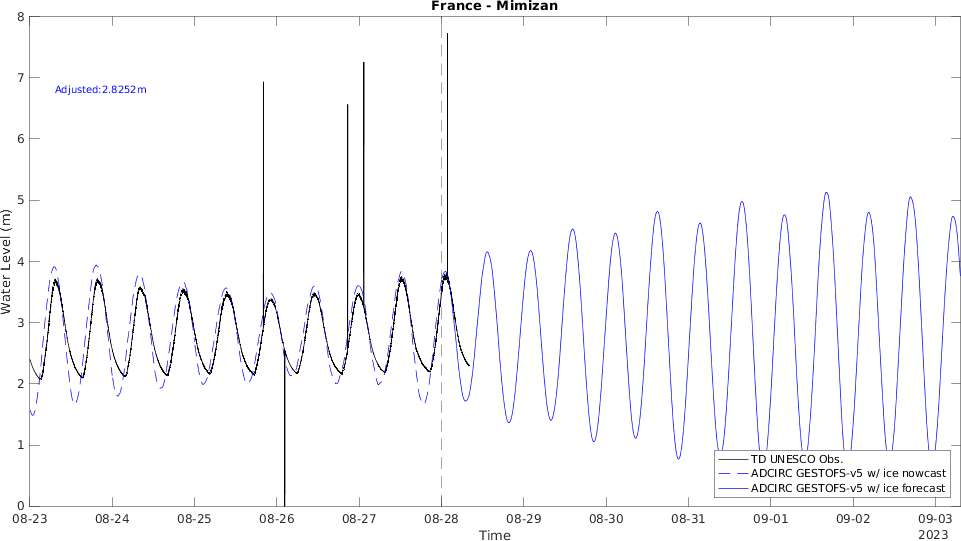 France - Mimizan
8
7
6
5
4
3
2
1
0
Water Level (m)
Adjusted:2.8252m
TD UNESCO Obs.
ADCIRC GESTOFS-v5 w/ ice nowcast
ADCIRC GESTOFS-v5 w/ ice forecast
08-23 08-24 08-25 08-26 08-27 08-28 08-29 08-30 08-31 09-01 09-02 09-03
Time
2023